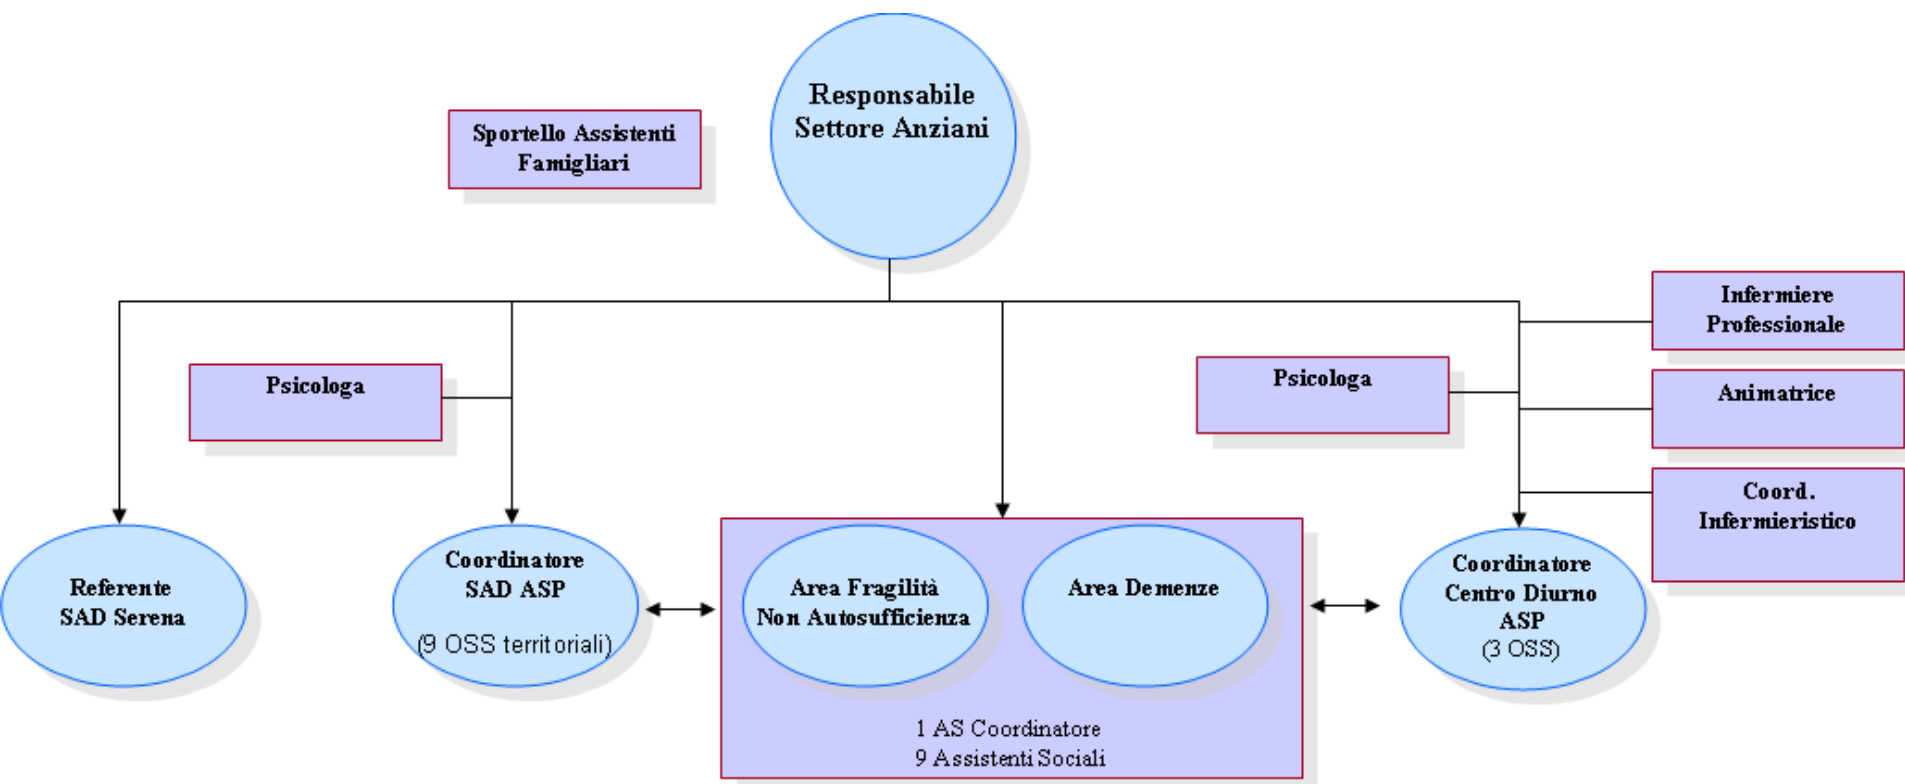 Responsabile
Settore Anziani
Sportello Assistenti
Famigliari
Infermiere
Professionale
Psicologa
Psicologa
Animatrice
Coord.
Infermieristico
Referente
SAD Serena
Coordinatore
SAD ASP
(9 OSS territoriali)
Area Fragilità
Non Autosufficienza
Area Demenze
Coordinatore
Centro Diurno
ASP
(3 OSS)
1 AS Coordinatore
9 Assistenti Sociali